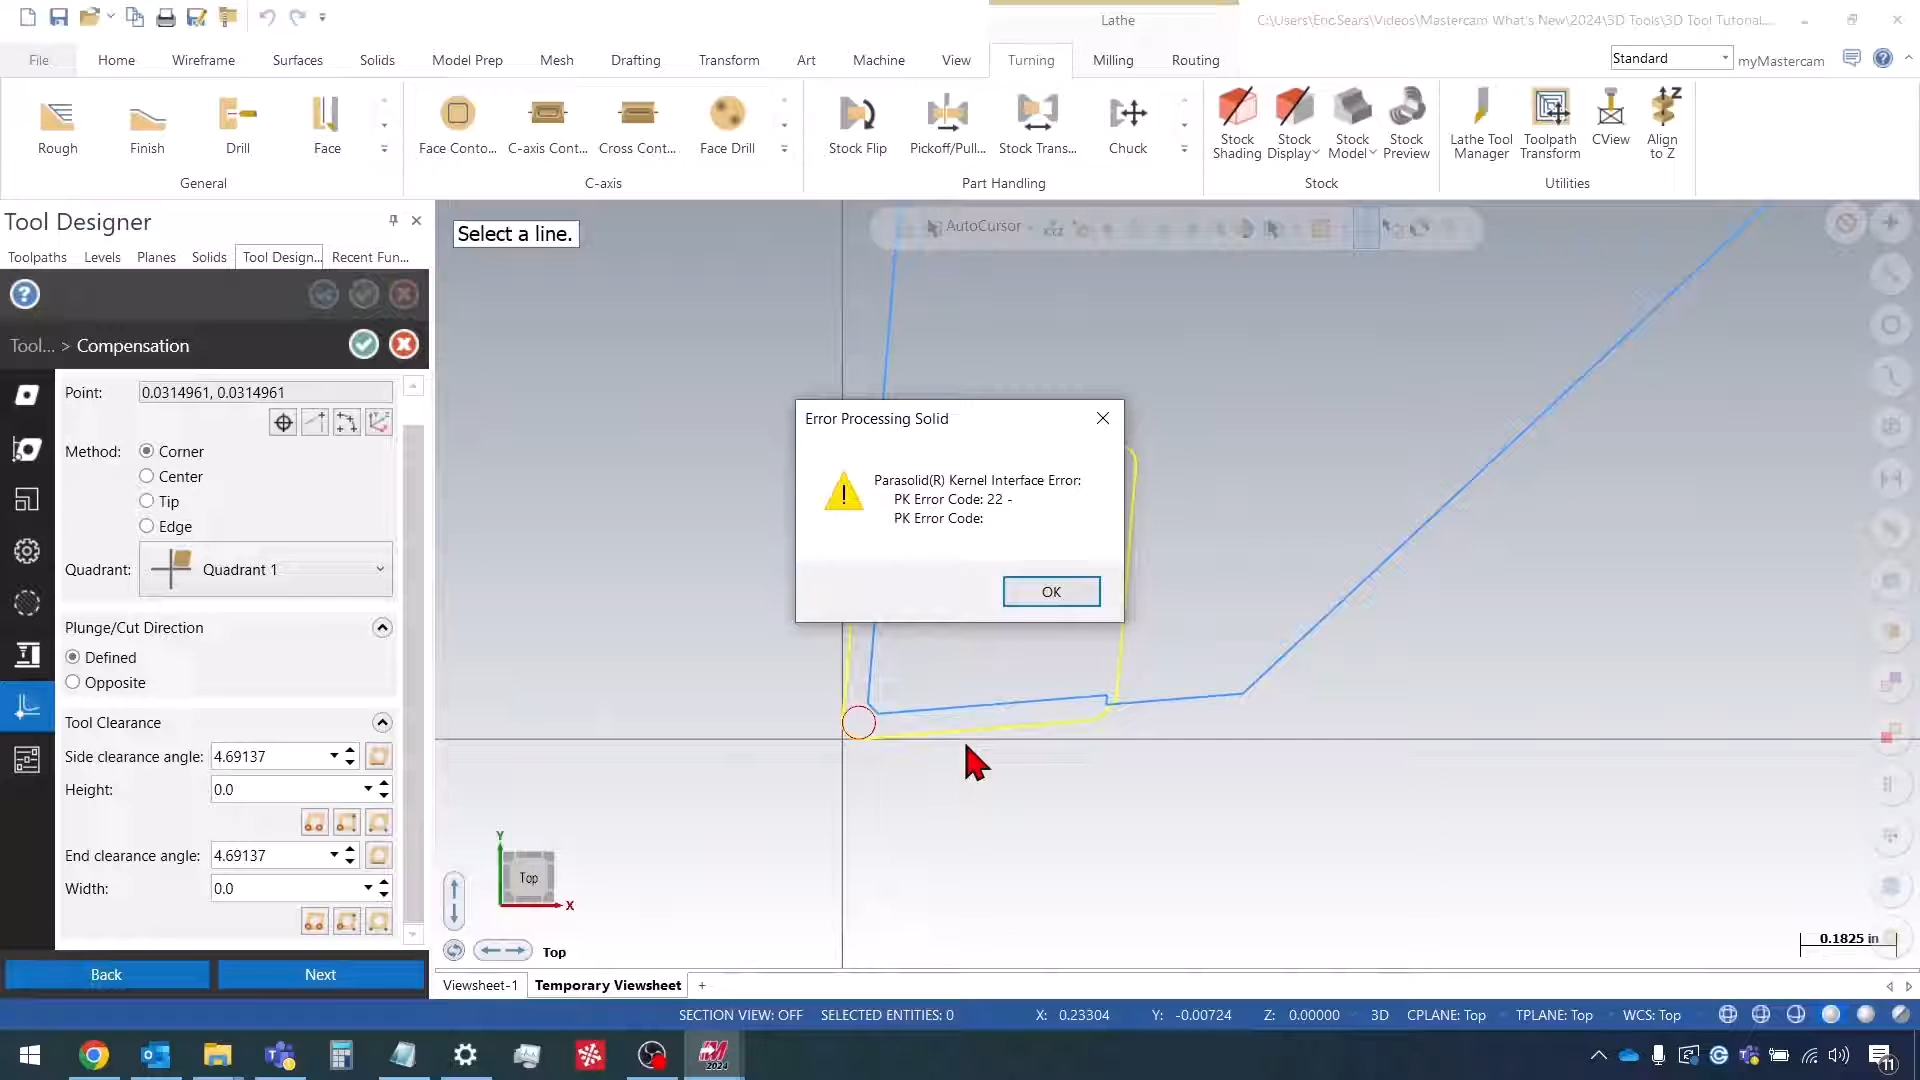 Lathe
C:\Users\Eric.Sears\Videos\Mastercam What's New\2024\3D Tools\3D Tool Tutorial...
File
Home
Wireframe
Surfaces
Solids
Model Prep
Mesh
Drafting
Transform
Art
Machine
View
Turning
Milling
Routing
Standard
myMastercam
Rough
Finish
Drill
Face
General
Face Conto...
C-axis Cont...
Cross Cont...
Face Drill
C-axis
Stock Flip
Pickoff/Pull...
Stock Trans...
Chuck
Part Handling
Stock Shading
Stock Display
Stock Model
Stock Preview
Stock
Lathe Tool Manager
Toolpath Transform
CView
Align to Z
Utilities
Tool Designer
Toolpaths
Levels
Planes
Solids
Tool Design...
Recent Fun...
Tool... > Compensation
Point:
0.0314961, 0.0314961
Method:
Corner
Center
Tip
Edge
Quadrant:
Quadrant 1
Plunge/Cut Direction
Defined
Opposite
Tool Clearance
Side clearance angle:
4.69137
Height:
0.0
End clearance angle:
4.69137
Width:
0.0
Back
Next
Select a line.
AutoCursor
XYZ
Error Processing Solid
Parasolid(R) Kernel Interface Error:
PK Error Code: 22 -
PK Error Code:
OK
Y
Top
X
Top
0.1825 in
Viewsheet-1
Temporary Viewsheet
+
SECTION VIEW: OFF
SELECTED ENTITIES: 0
X: 0.23304
Y: -0.00724
Z: 0.00000
3D
CPLANE: Top
TPLANE: Top
WCS: Top
2024
11